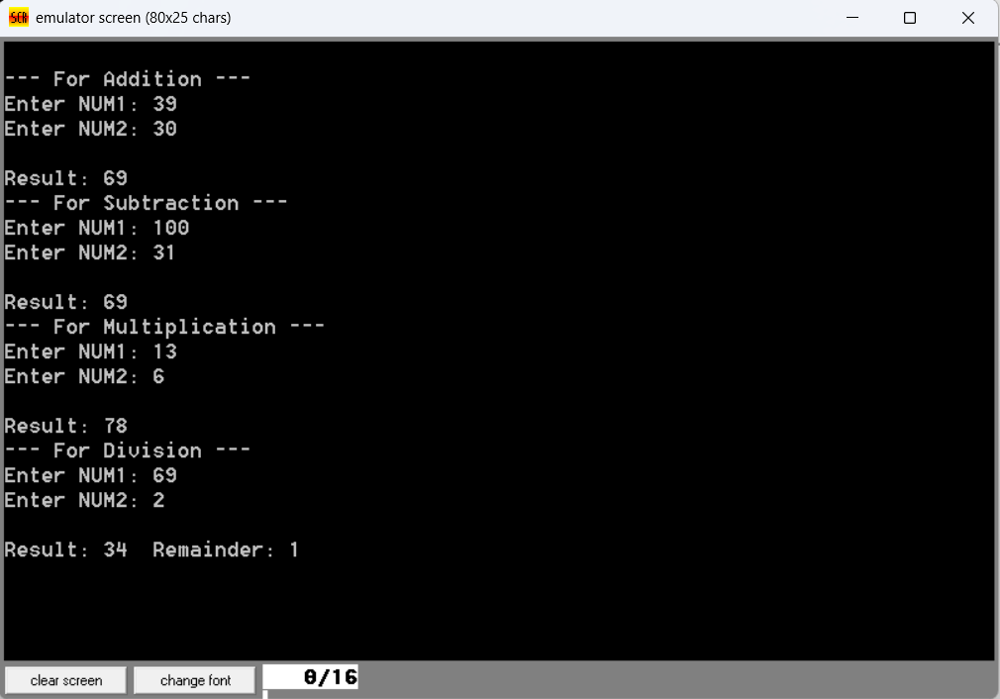 SCR emulator screen (80x25 chars)
--- For Addition ---
Enter NUM1: 39
Enter NUM2: 30
Result: 69
--- For Subtraction ---
Enter NUM1: 100
Enter NUM2: 31
Result: 69
--- For Multiplication ---
Enter NUM1: 13
Enter NUM2: 6
Result: 78
--- For Division ---
Enter NUM1: 69
Enter NUM2: 2
Result: 34  Remainder: 1
clear screen change font 0/16